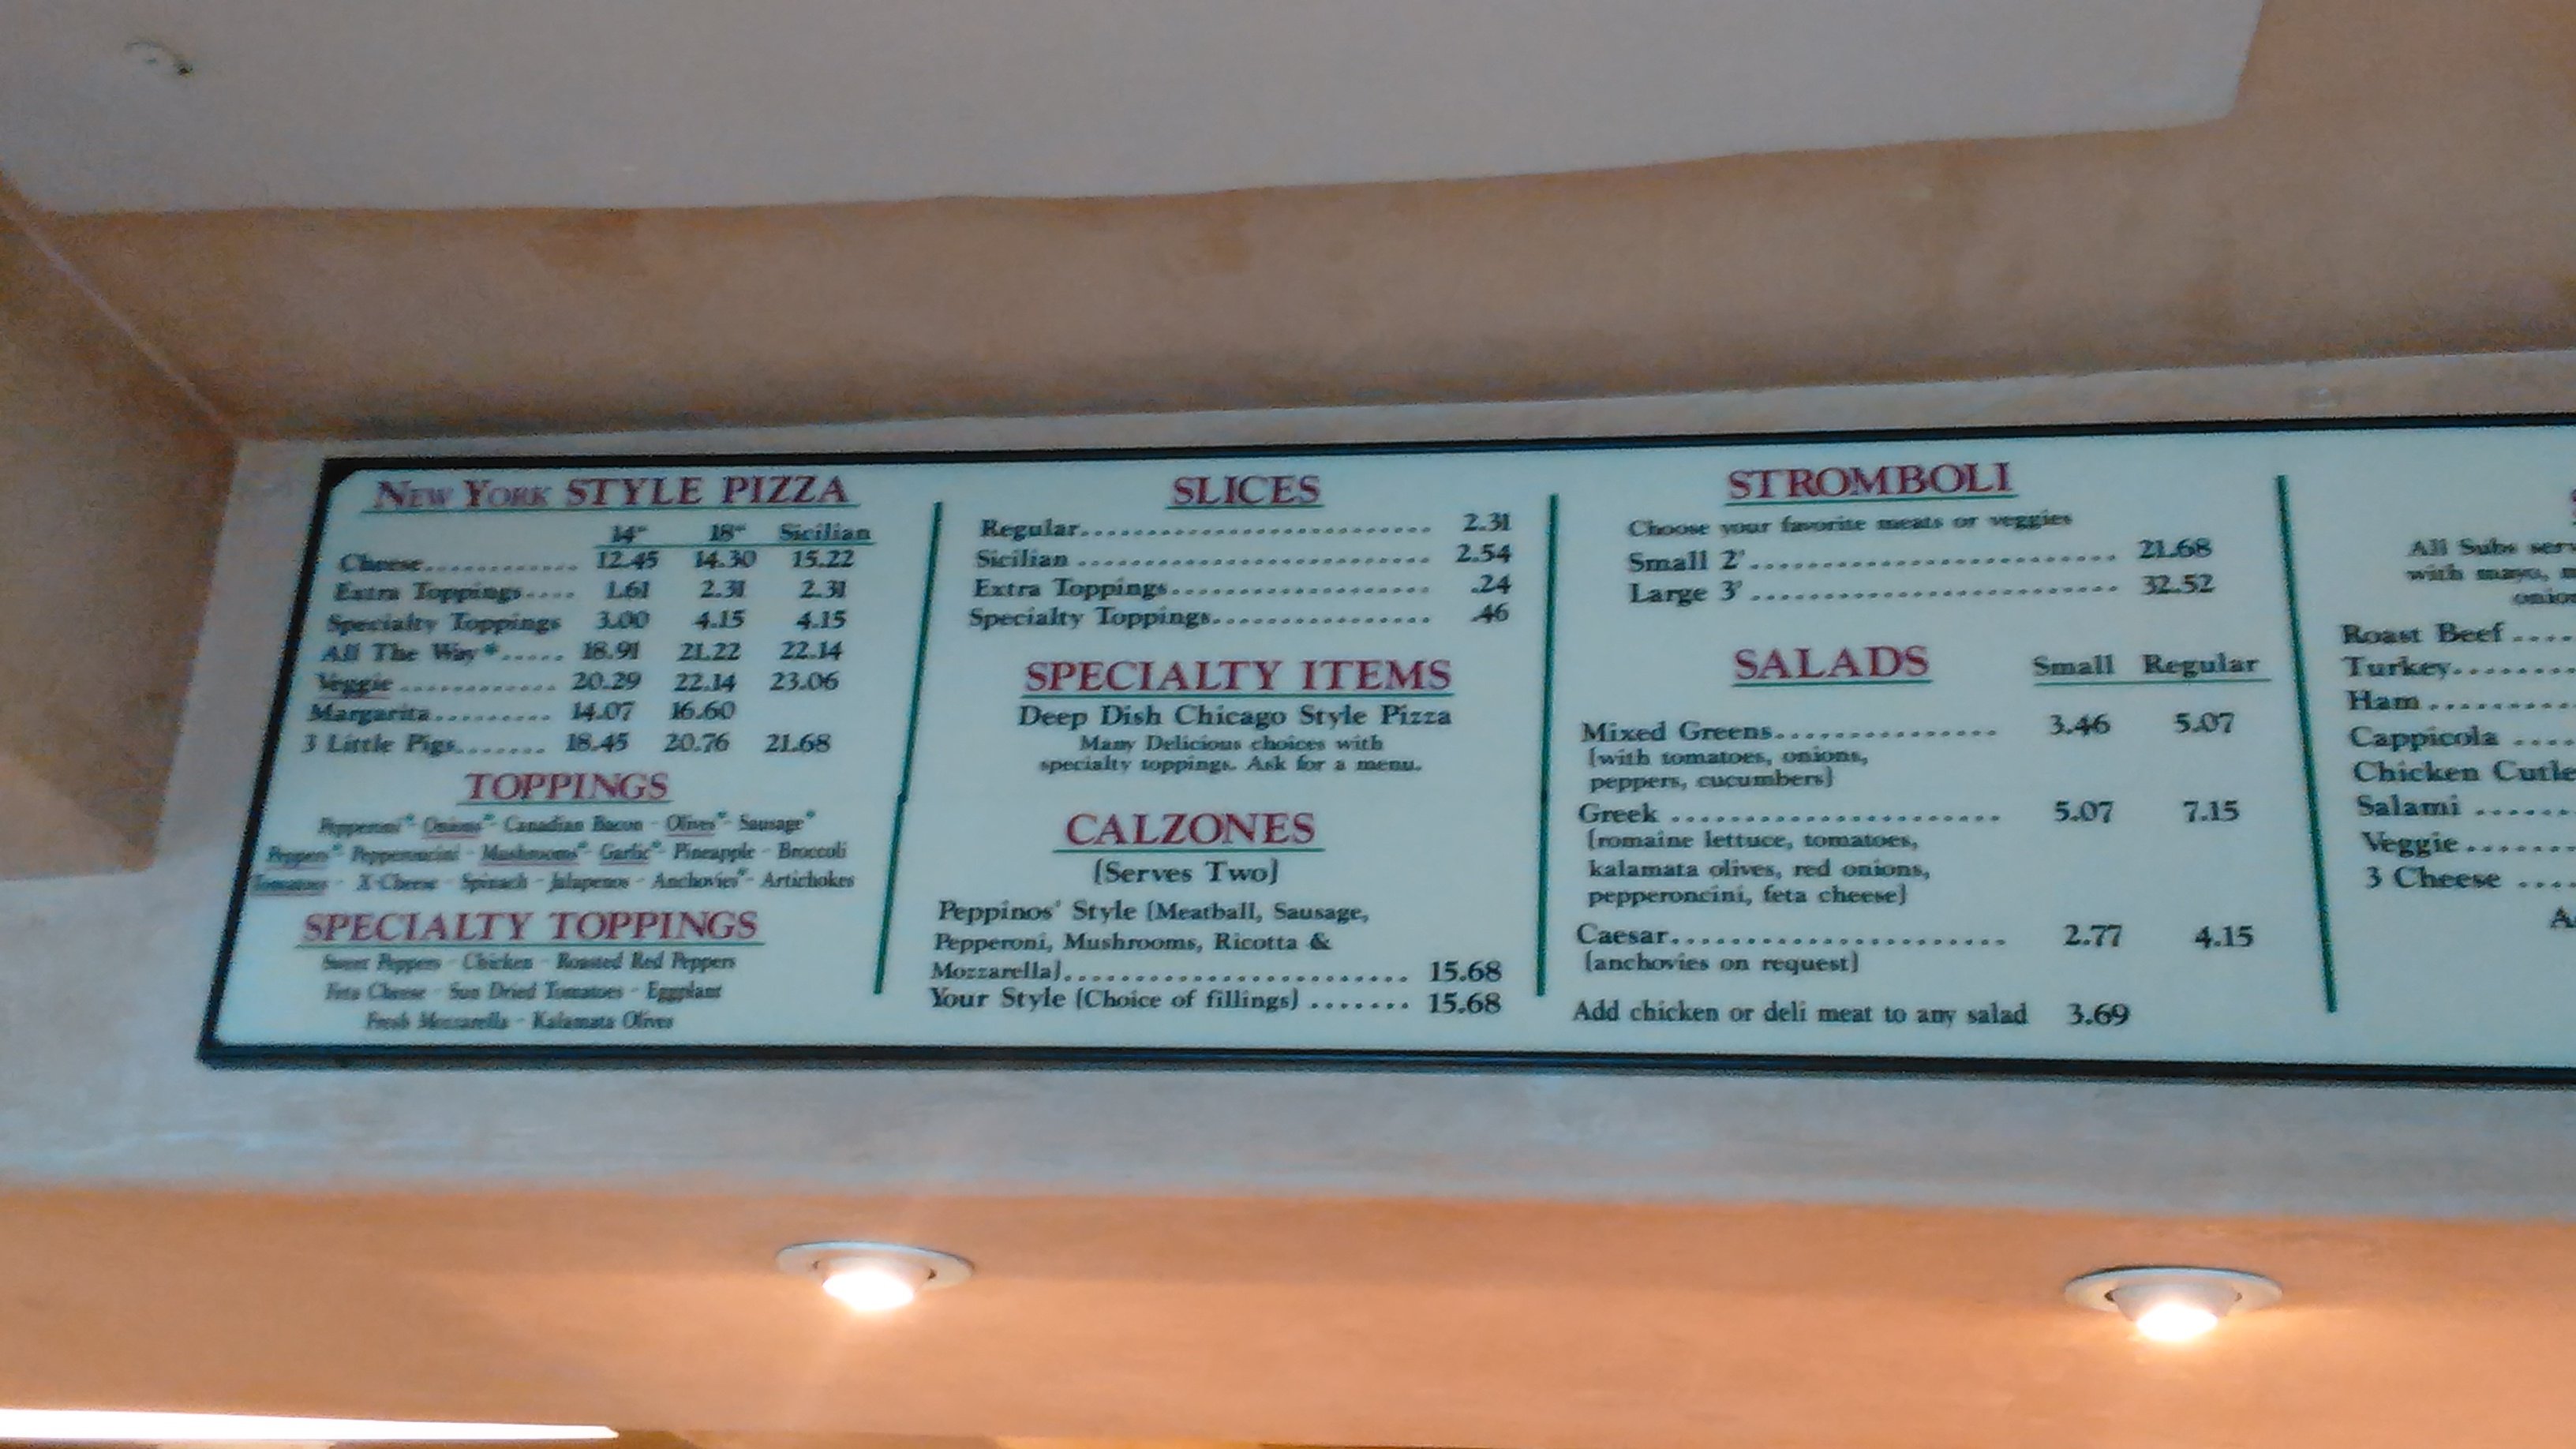 NEW YORK STYLE PIZZA
14" 18" Sicilian
Cheese............. 12.45 14.30 15.22
Extra Toppings.... 1.61 2.31 2.31
Specialty Toppings 3.00 4.15 4.15
All The Way*..... 18.91 21.22 22.14
Veggie............ 20.29 22.14 23.06
Margarita.......... 14.07 16.60
3 Little Pigs....... 18.45 20.76 21.68
TOPPINGS
Pepperoni* - Onions* - Canadian Bacon - Olives* - Sausage*
Peppers* - Pepperoncini - Mushrooms* - Garlic* - Pineapple - Broccoli
Tomatoes - X-Cheese - Spinach - Jalapenos - Anchovies* - Artichokes
SPECIALTY TOPPINGS
Sweet Peppers - Chicken - Roasted Red Peppers
Feta Cheese - Sun Dried Tomatoes - Eggplant
Fresh Mozzarella - Kalamata Olives
SLICES
Regular............................. 2.31
Sicilian ............................. 2.54
Extra Toppings..................... .24
Specialty Toppings................. .46
SPECIALTY ITEMS
Deep Dish Chicago Style Pizza
Many Delicious choices with
specialty toppings. Ask for a menu.
CALZONES
(Serves Two)
Peppinos' Style (Meatball, Sausage,
Pepperoni, Mushrooms, Ricotta &
Mozzarella)............................ 15.68
Your Style (Choice of fillings) ....... 15.68
STROMBOLI
Choose your favorite meats or veggies
Small 2'............................... 21.68
Large 3'............................... 32.52
SALADS Small Regular
Mixed Greens................ 3.46 5.07
(with tomatoes, onions,
peppers, cucumbers)
Greek ....................... 5.07 7.15
(romaine lettuce, tomatoes,
kalamata olives, red onions,
pepperoncini, feta cheese)
Caesar....................... 2.77 4.15
(anchovies on request)
Add chicken or deli meat to any salad 3.69
All Subs
with mayo,
Roast Beef ....
Turkey.......
Ham .........
Cappicola ....
Chicken
Salami ......
Veggie.......
3 Cheese ....